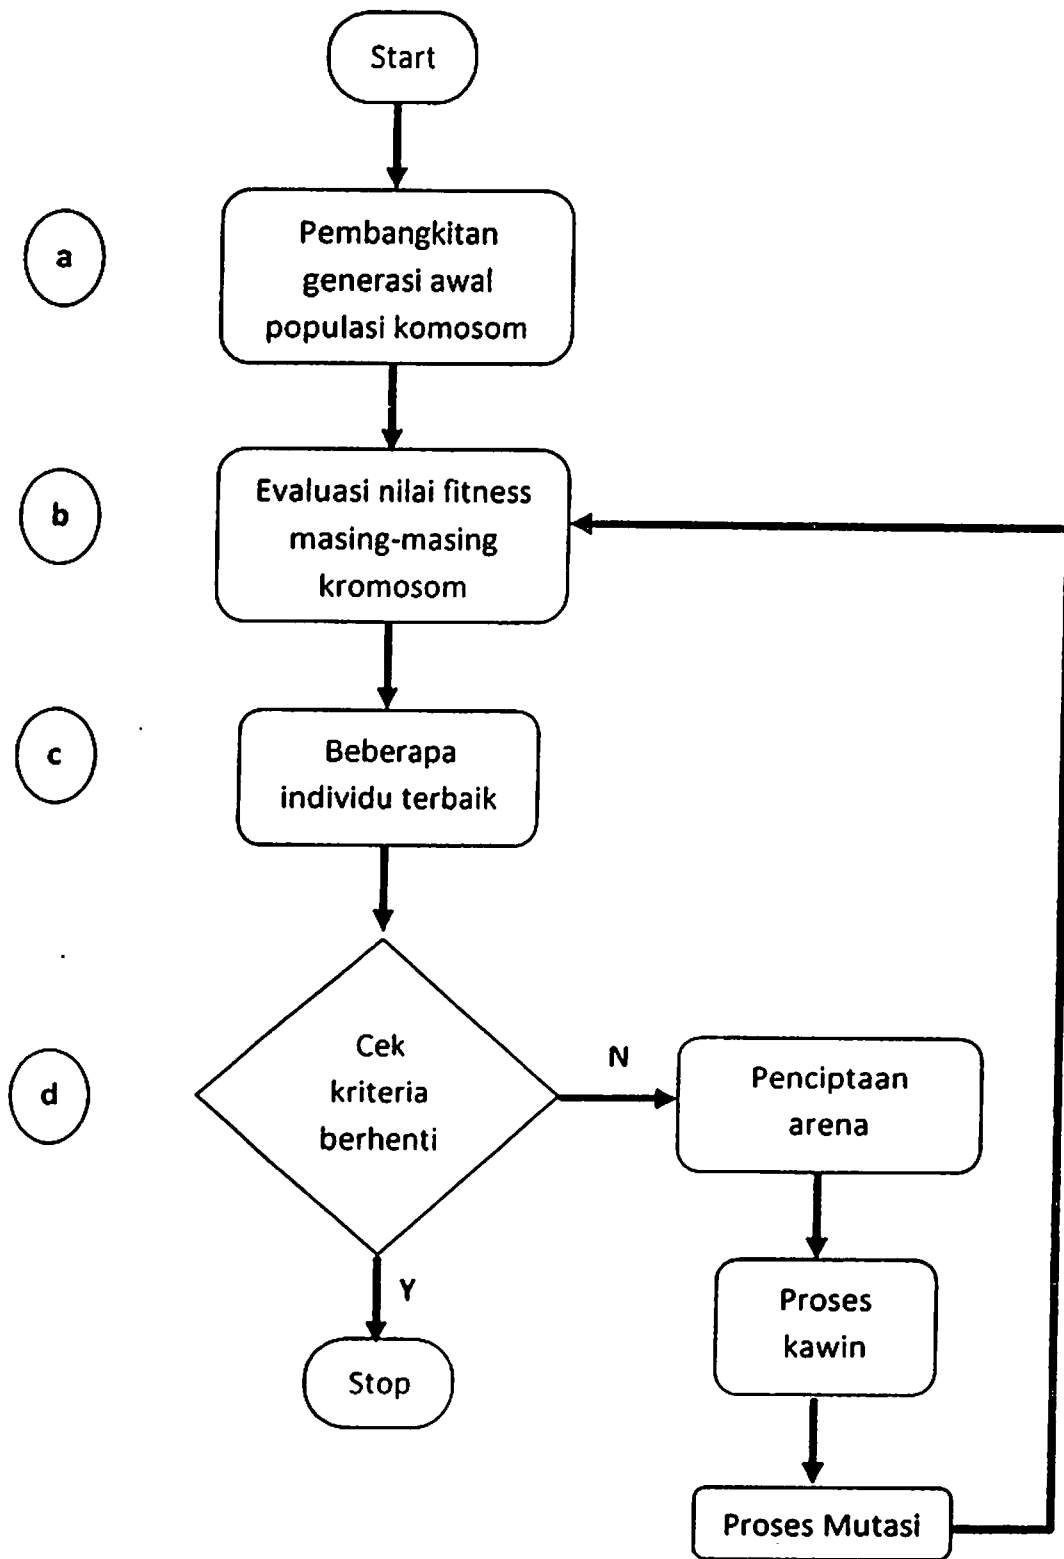 Start
a
Pembangkitan
generasi awal
populasi komosom
b
Evaluasi nilai fitness
masing-masing
kromosom
c
Beberapa
individu terbaik
d
Cek
kriteria
berhenti
N
Penciptaan
arena
Y
Proses
kawin
Stop
Proses Mutasi